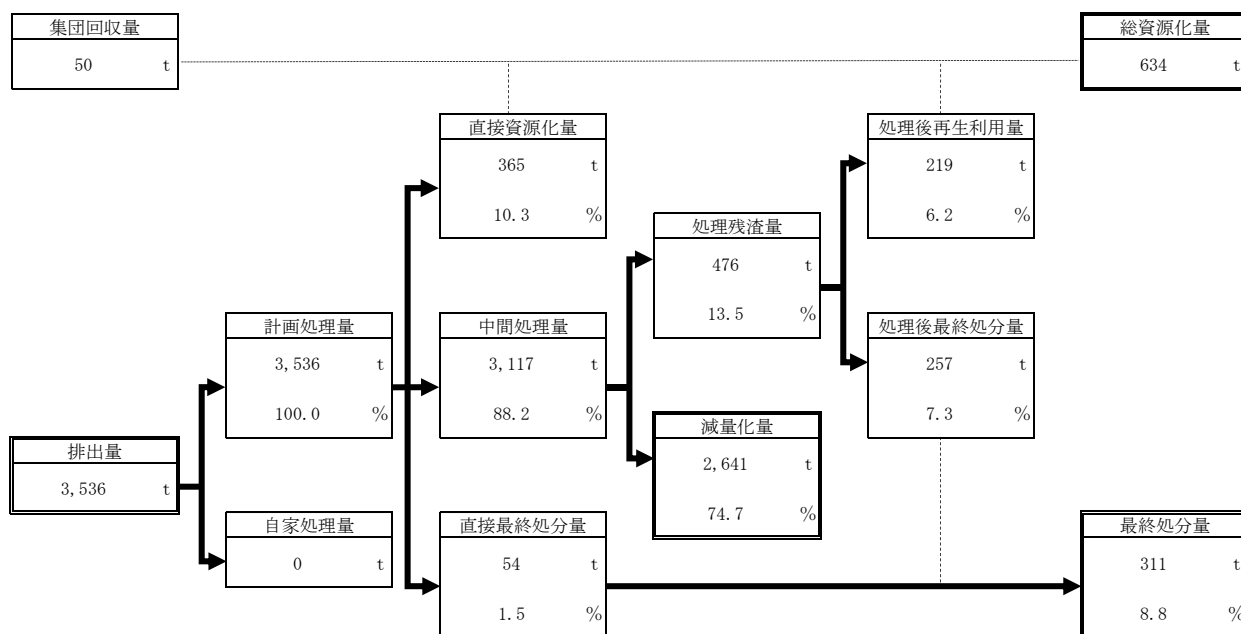 集団回収量
50 t
総資源化量
634 t
直接資源化量
365 t
10.3 %
処理後再生利用量
219 t
6.2 %
処理残渣量
476 t
13.5 %
計画処理量
3,536 t
100.0 %
中間処理量
3,117 t
88.2 %
処理後最終処分量
257 t
7.3 %
減量化量
2,641 t
74.7 %
排出量
3,536 t
自家処理量
0 t
直接最終処分量
54 t
1.5 %
最終処分量
311 t
8.8 %